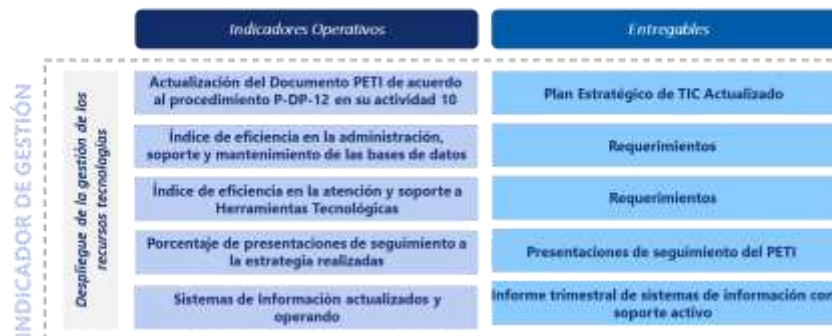 Indicadores Operativos
Entregables
INDICADOR DE GESTIÓN
Despliegue de la gestión de los
recursos tecnologías
Actualización del Documento PETI de acuerdo
al procedimiento P-DP-12 en su actividad 10
Plan Estratégico de TIC Actualizado
Índice de eficiencia en la administración,
soporte y mantenimiento de las bases de datos
Requerimientos
Índice de eficiencia en la atención y soporte a
Herramientas Tecnológicas
Requerimientos
Porcentaje de presentaciones de seguimiento a
la estrategia realizadas
Presentaciones de seguimiento del PETI
Sistemas de Información actualizados y
operando
Informe trimestral de sistemas de información con
soporte activo